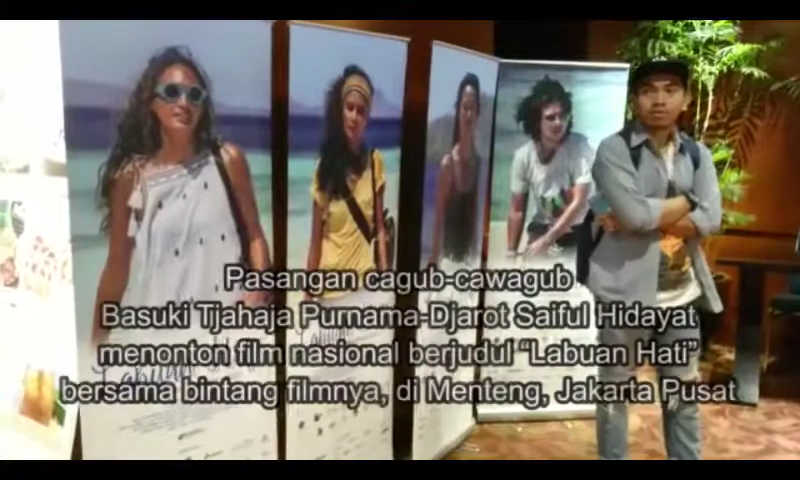 Pasangan cagub-cawagub
Basuki Tjahaja Purnama-Djarot Saiful Hidayat
menonton film nasional berjudul “Labuan Hati”
bersama bintang filmnya, di Menteng, Jakarta Pusat